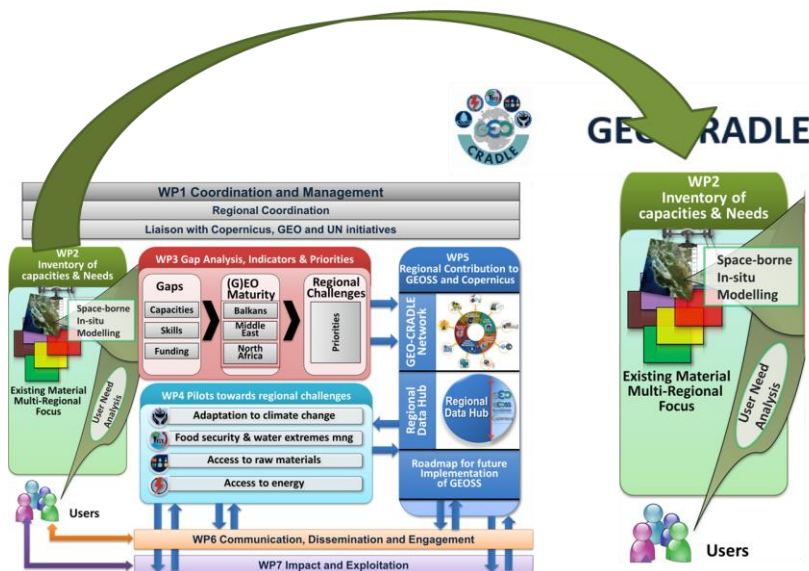 GEO
CRADLE
GEO-CRADLE
WP1 Coordination and Management
Regional Coordination
Liaison with Copernicus, GEO and UN initiatives
WP2
Inventory of
capacities & Needs
Space-borne
In-situ
Modelling
Existing Material
Multi-Regional
Focus
User Need
Analysis
Users
WP3 Gap Analysis, Indicators & Priorities
Gaps
Capacities
Skills
Funding
(G)EO
Maturity
Balkans
Middle
East
North
Africa
Regional
Challenges
Priorities
WP4 Pilots towards regional challenges
Adaptation to climate change
Food security & water extremes mng
Access to raw materials
Access to energy
WP5
Regional Contribution to
GEOSS and Copernicus
GEO-CRADLE
Network
Regional
Data Hub
Regional
Data Hub
Roadmap for future
Implementation
of GEOSS
WP6 Communication, Dissemination and Engagement
WP7 Impact and Exploitation
WP2
Inventory of
capacities & Needs
Space-borne
In-situ
Modelling
Existing Material
Multi-Regional
Focus
User Need
Analysis
Users